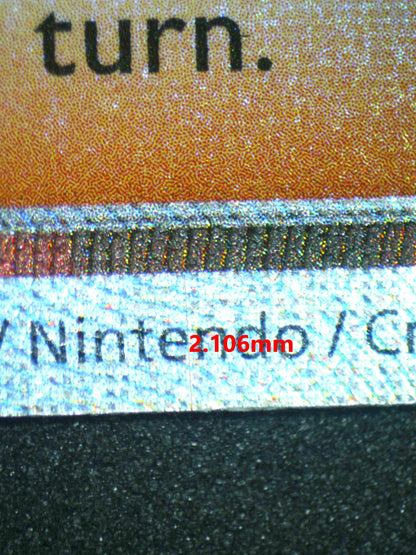 turn.
/ Nintendo / C
2.106mm